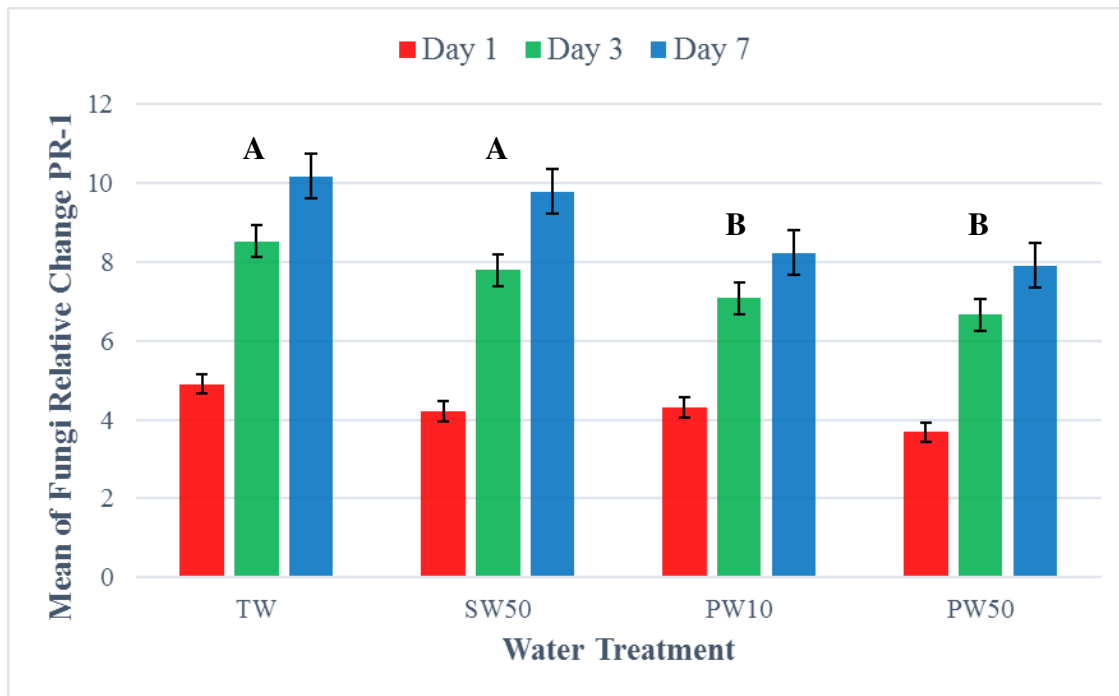 Day 1 Day 3 Day 7
Mean of Fungi Relative Change PR-1
12
10
8
6
4
2
0
A A B B
TW SW50 PW10 PW50
Water Treatment